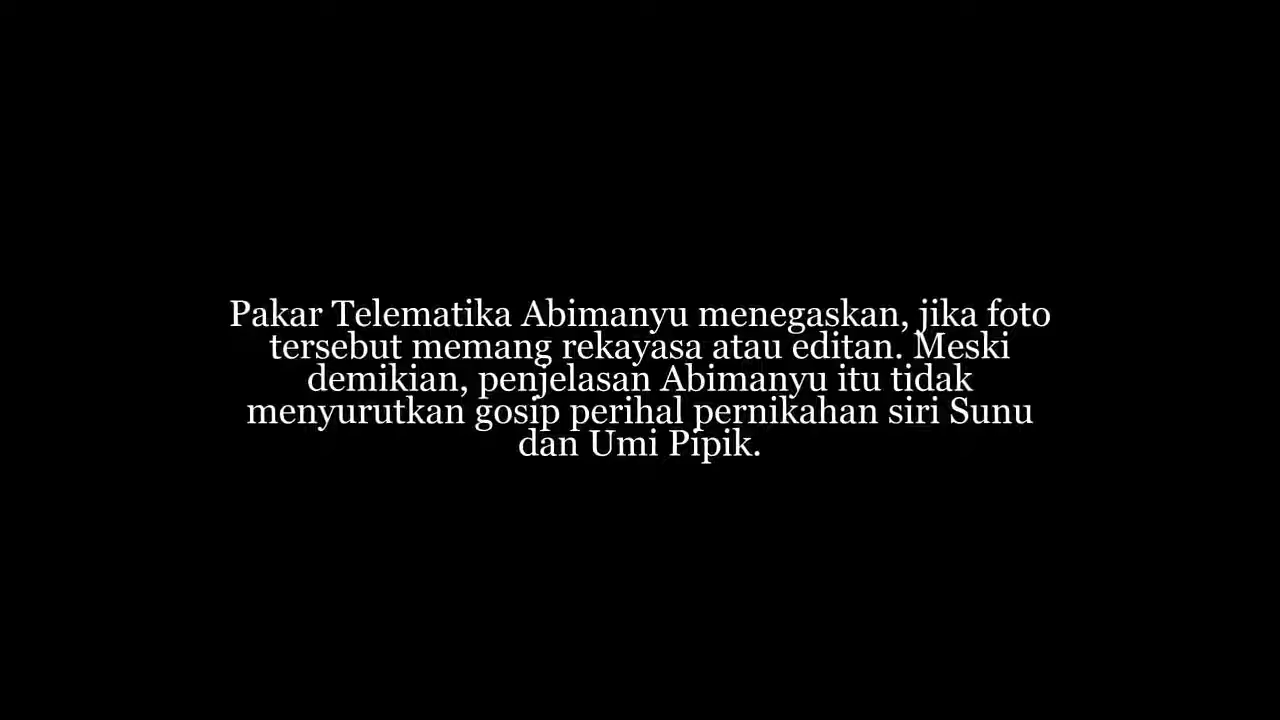 Pakar Telematika Abimanyu menegaskan, jika foto
tersebut memang rekayasa atau editan. Meski
demikian, penjelasan Abimanyu itu tidak
menyurutkan gosip perihal pernikahan siri Sunu
dan Umi Pipik.